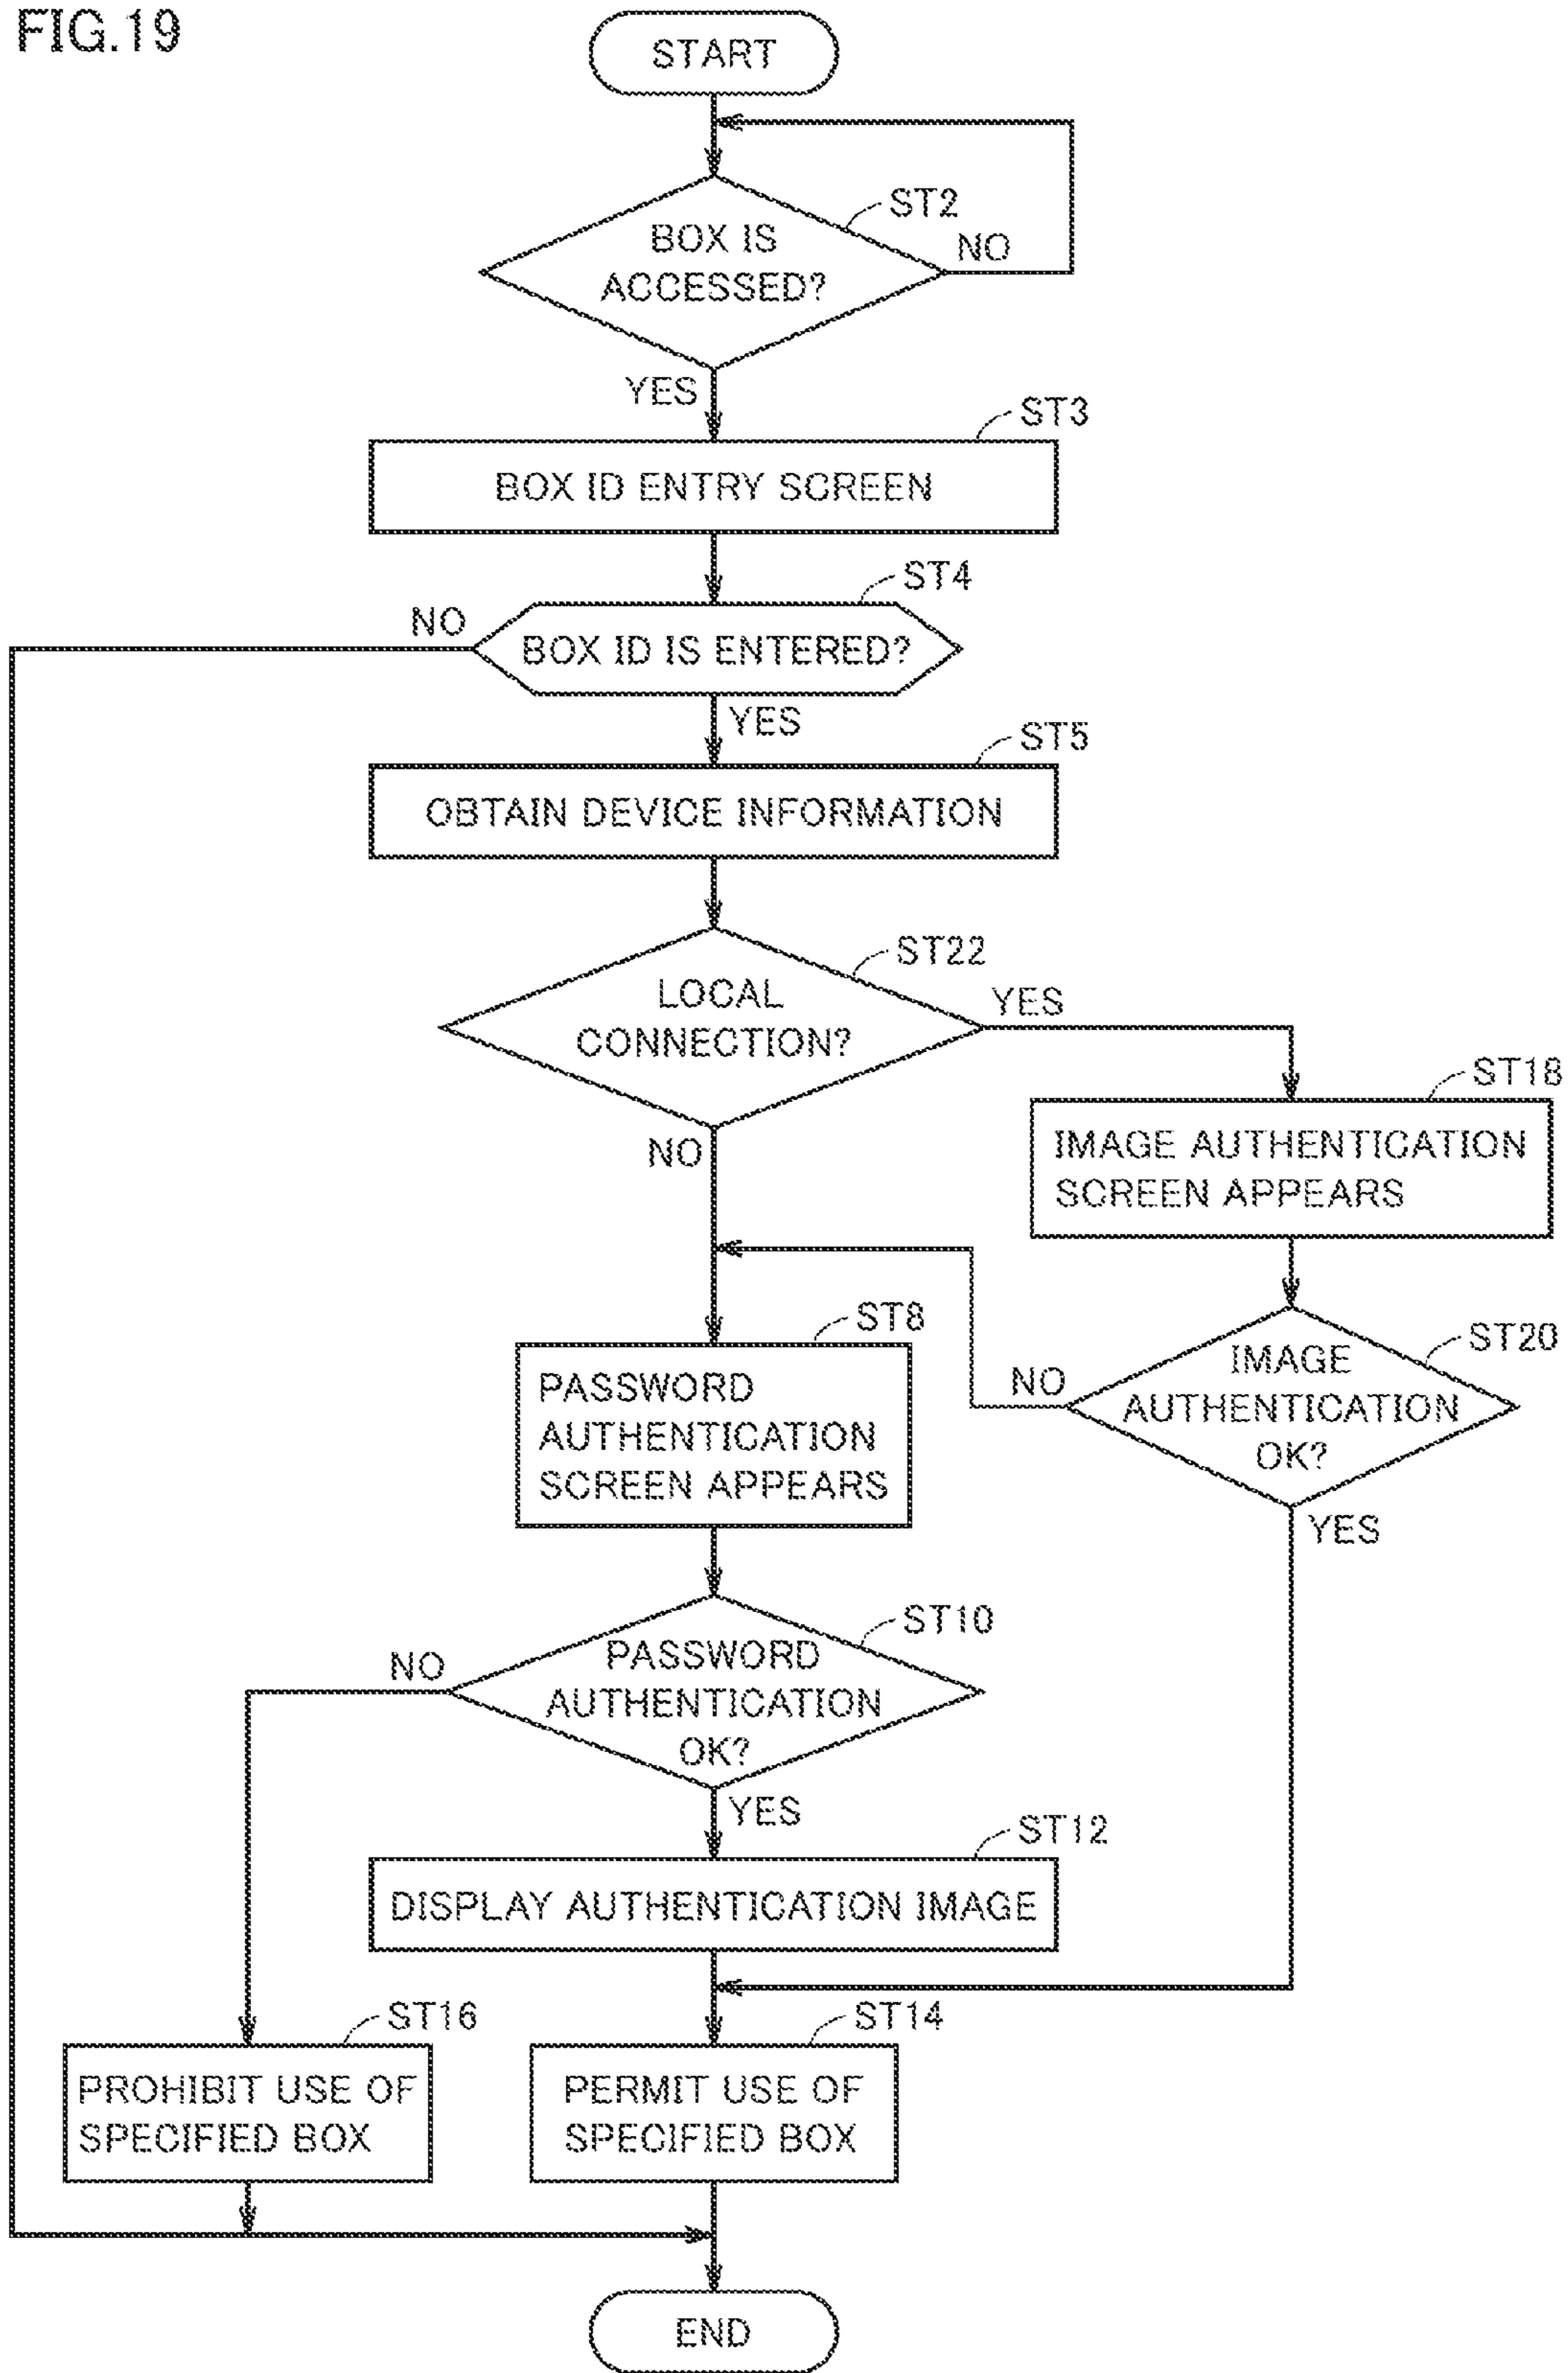 FIG.19
START
ST2
BOX IS
ACCESSED?
NO
YES
ST3
BOX ID ENTRY SCREEN
ST4
NO
BOX ID IS ENTERED?
YES
ST5
OBTAIN DEVICE INFORMATION
ST22
LOCAL
CONNECTION?
YES
NO
ST18
IMAGE AUTHENTICATION
SCREEN APPEARS
ST8
PASSWORD
AUTHENTICATION
SCREEN APPEARS
ST20
IMAGE
AUTHENTICATION
OK?
NO
YES
ST10
PASSWORD
AUTHENTICATION
OK?
NO
YES
ST12
DISPLAY AUTHENTICATION IMAGE
ST16
PROHIBIT USE OF
SPECIFIED BOX
ST14
PERMIT USE OF
SPECIFIED BOX
END